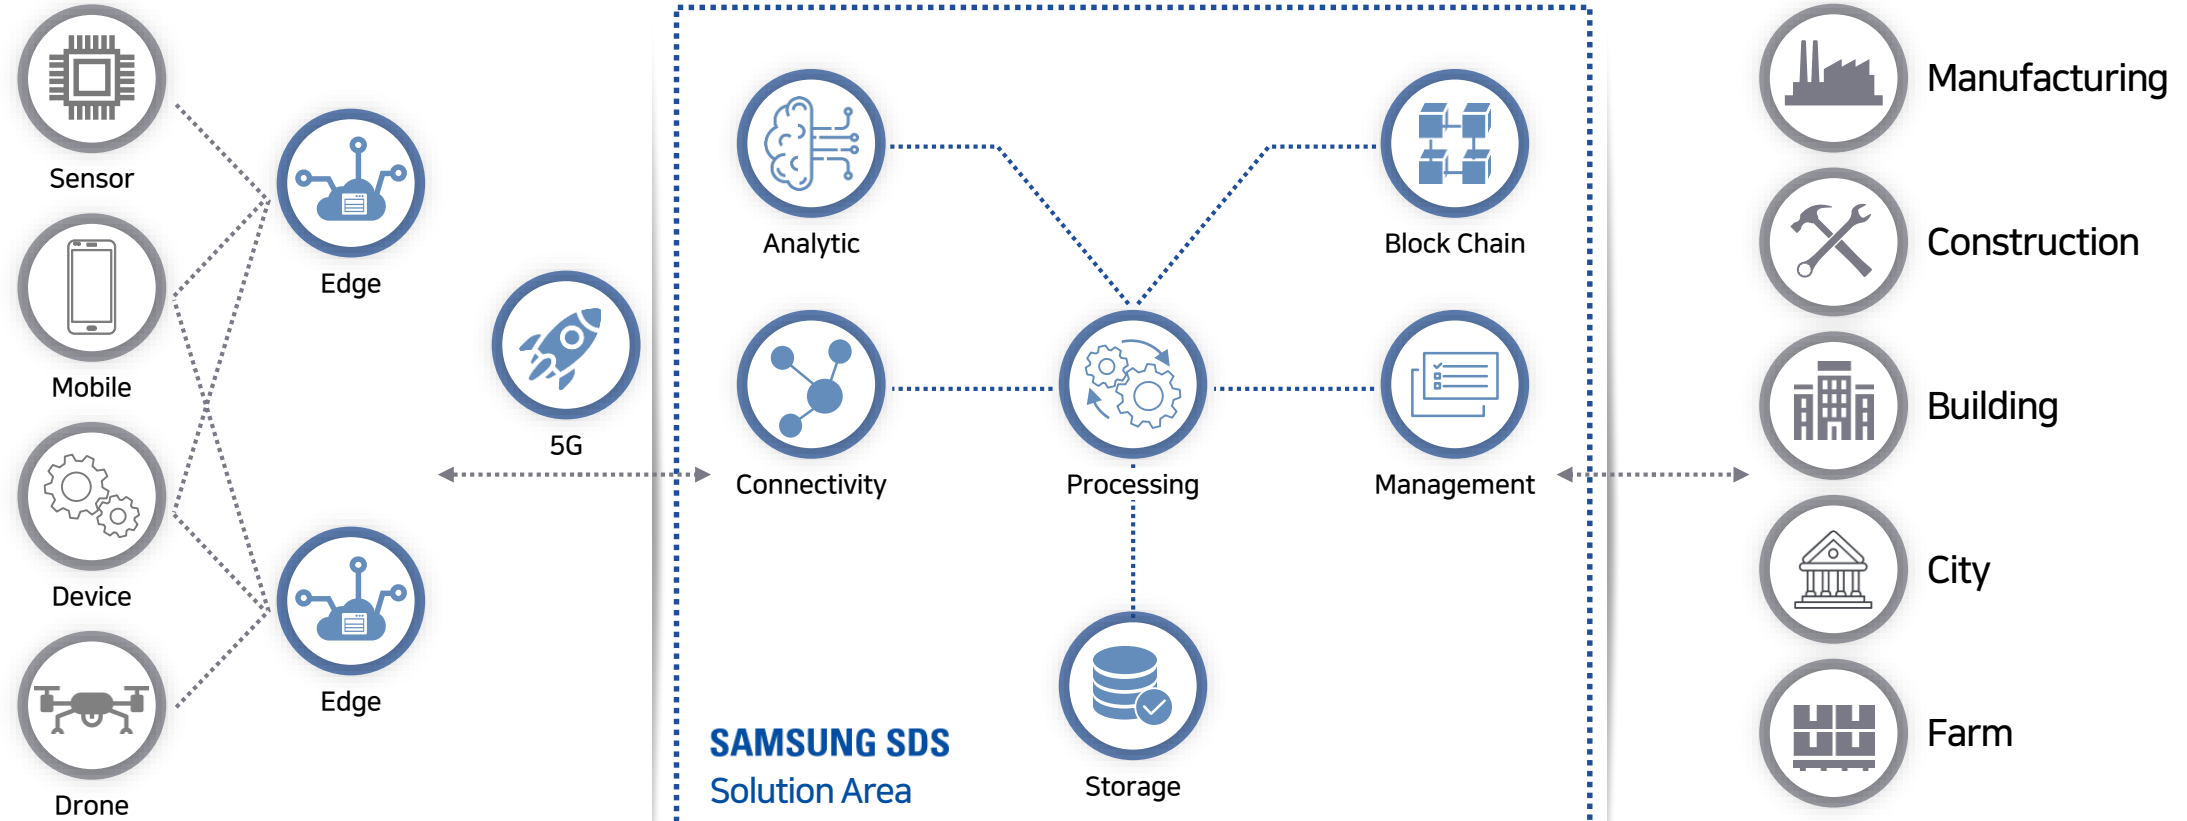 Sensor
Mobile
Device
Drone
Edge
Edge
5G
Analytic
Block Chain
Connectivity
Processing
Management
Storage
SAMSUNG SDS
Solution Area
Manufacturing
Construction
Building
City
Farm